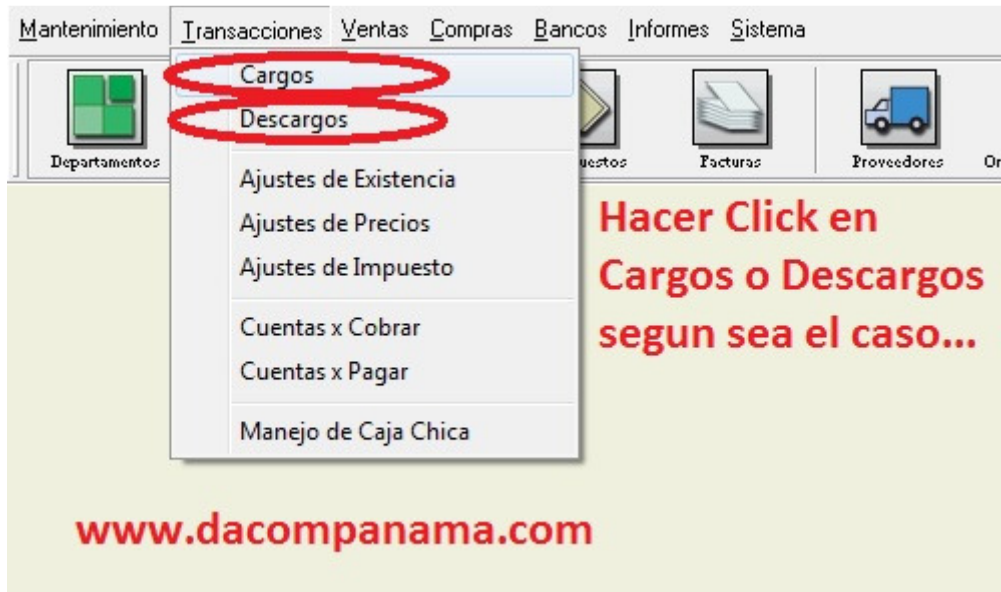 Mantenimiento Transacciones Ventas Compras Bancos Informes Sistema
Cargos
Descargos
Ajustes de Existencia
Ajustes de Precios
Ajustes de Impuesto
Cuentas x Cobrar
Cuentas x Pagar
Manejo de Caja Chica
Departamentos
Facturas
Proveedores
Hacer Click en
Cargos o Descargos
segun sea el caso...
www.dacompanama.com